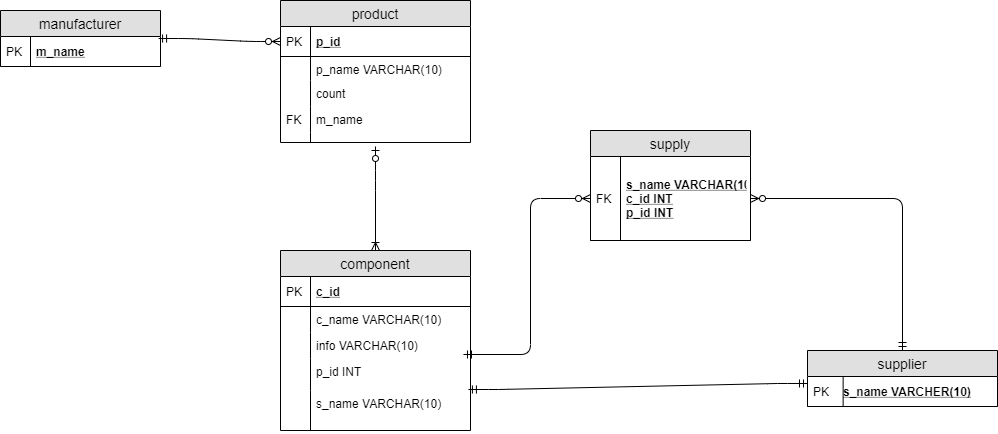 manufacturer
PK m_name
product
PK p_id
p_name VARCHAR(10)
count
FK m_name
supply
FK
s_name VARCHAR(10
c_id INT
p_id INT
component
PK c_id
c_name VARCHAR(10)
info VARCHAR(10)
p_id INT
s_name VARCHAR(10)
supplier
PK s_name VARCHER(10)